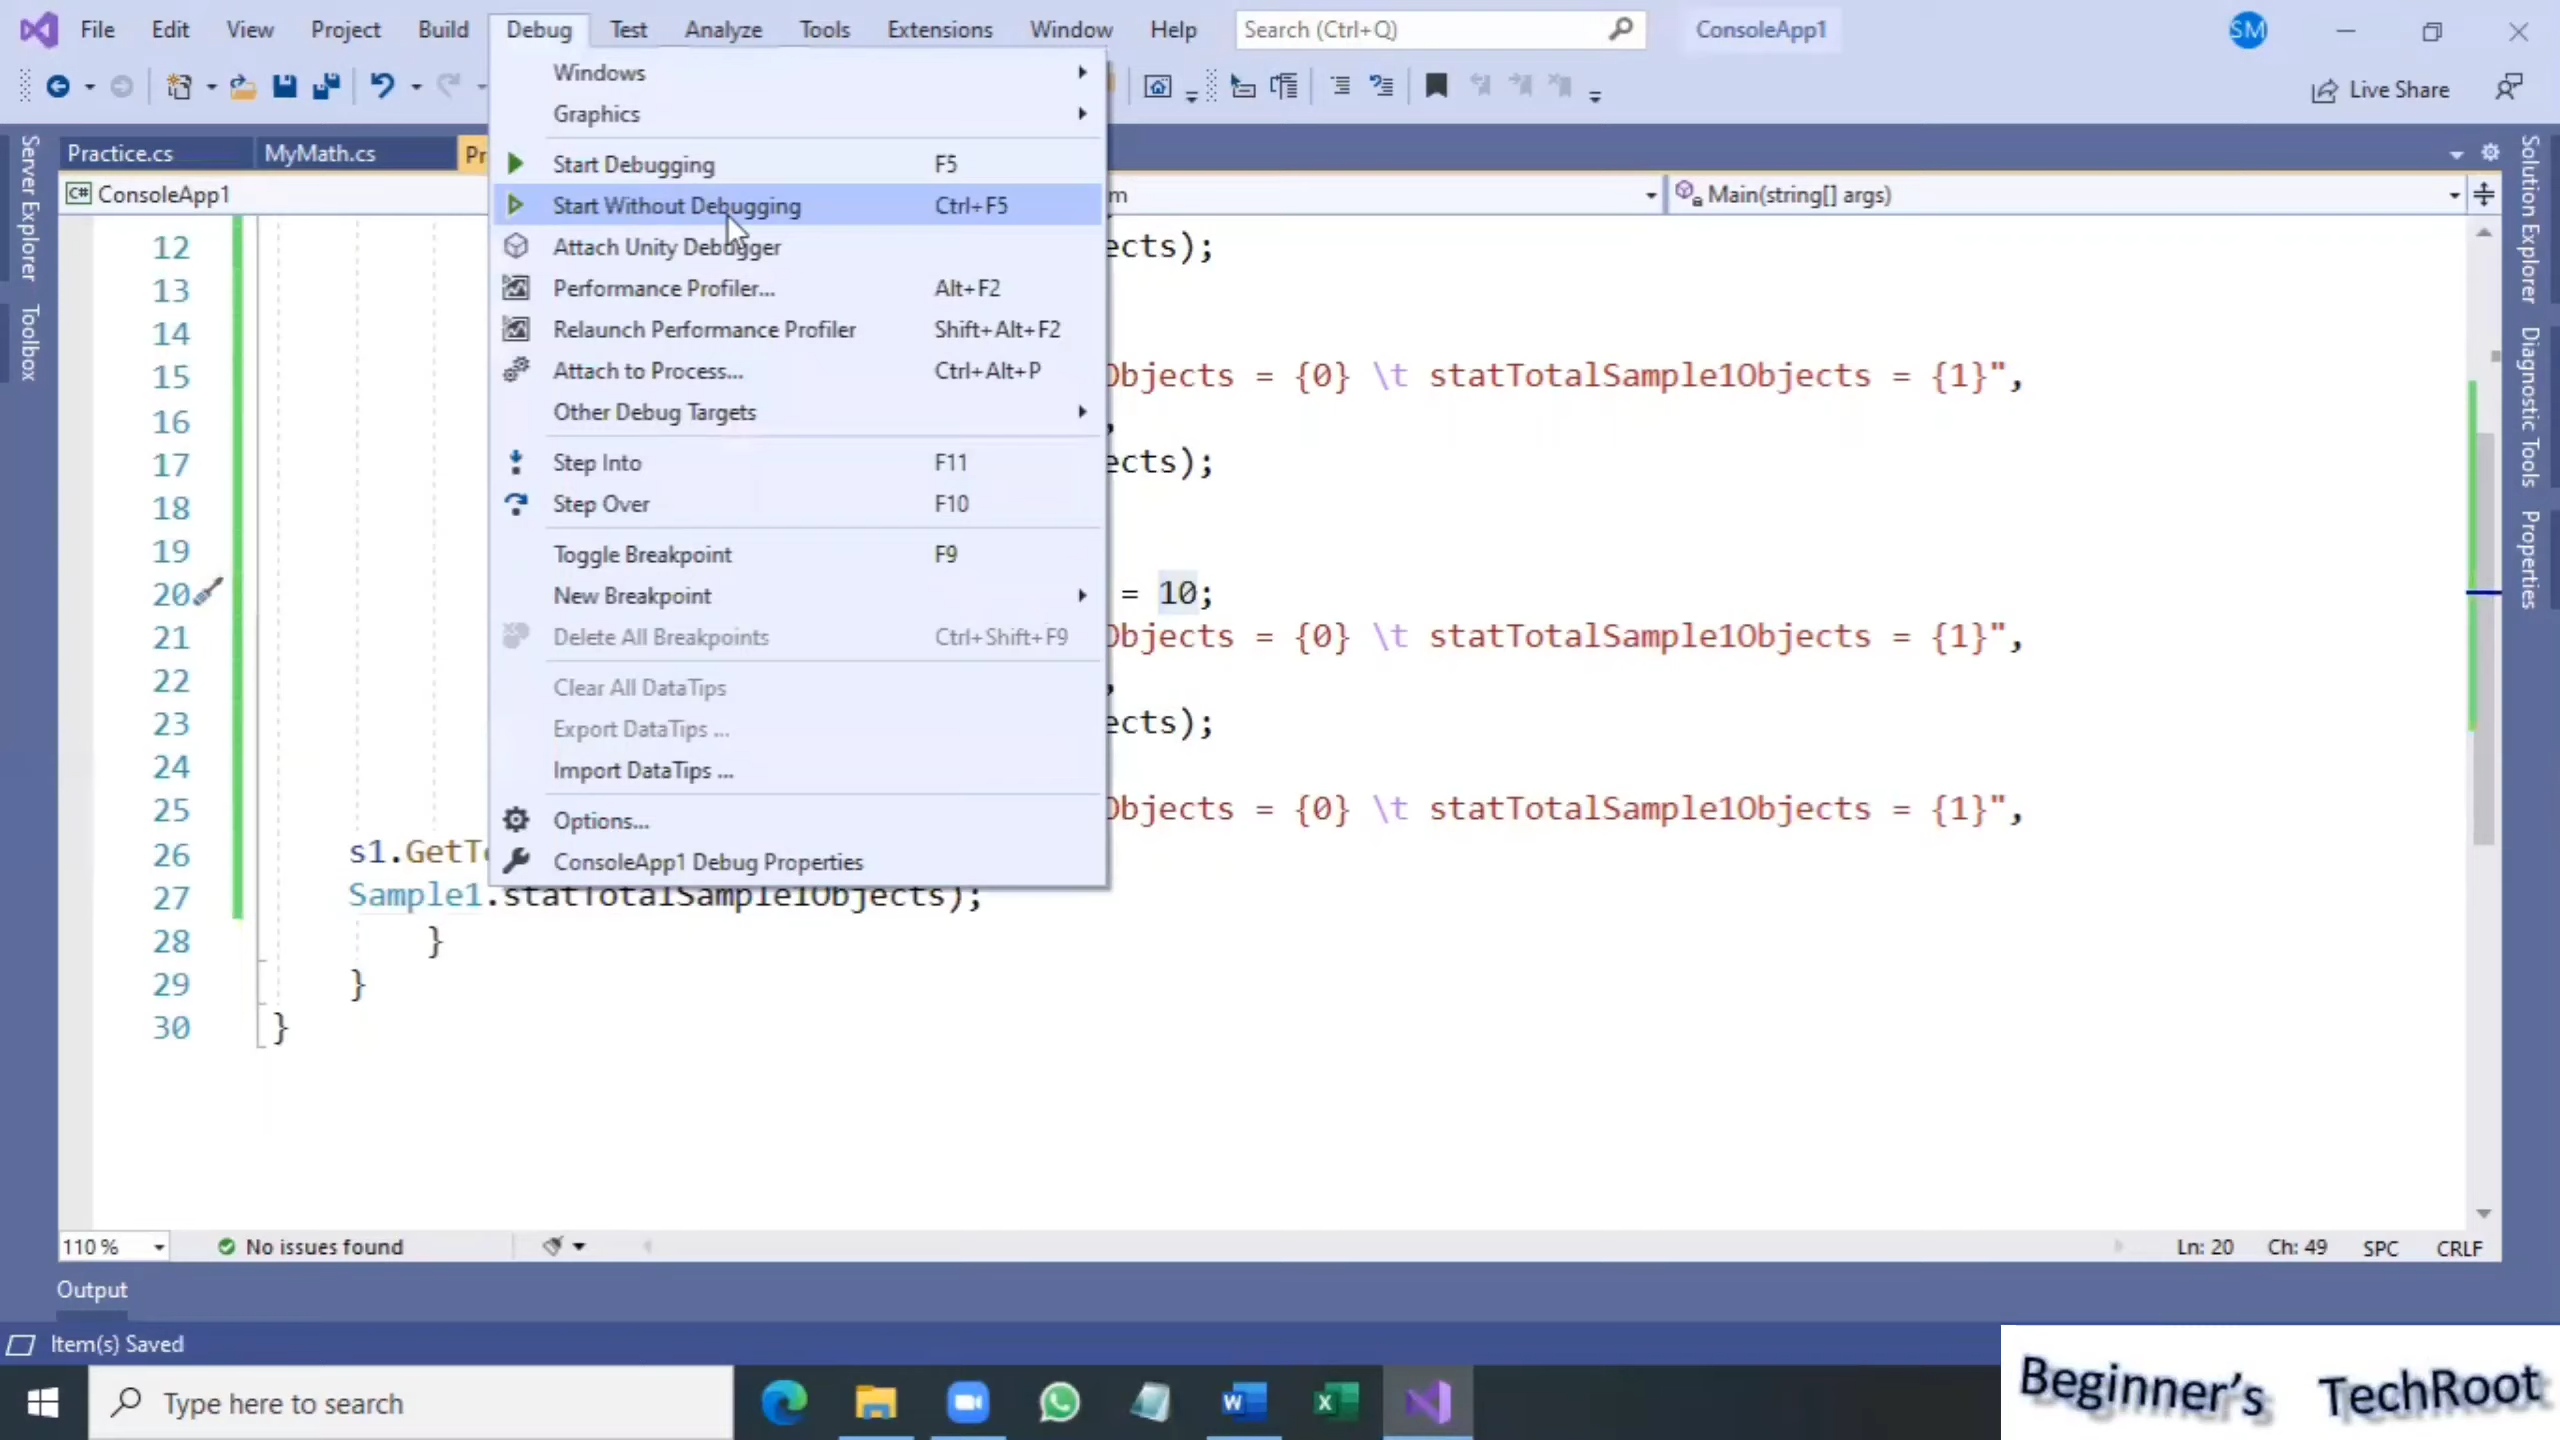 File Edit View Project Build Debug Test Analyze Tools Extensions Window Help Search (Ctrl+Q) ConsoleApp1 SM
Live Share
Windows
Graphics
Start Debugging F5
Start Without Debugging Ctrl+F5
Attach Unity Debugger
Performance Profiler... Alt+F2
Relaunch Performance Profiler Shift+Alt+F2
Attach to Process... Ctrl+Alt+P
Other Debug Targets
Step Into F11
Step Over F10
Toggle Breakpoint F9
New Breakpoint
Delete All Breakpoints Ctrl+Shift+F9
Clear All DataTips
Export DataTips ...
Import DataTips ...
Options...
ConsoleApp1 Debug Properties
Practice.cs MyMath.cs Pr
C# ConsoleApp1 m Main(string[] args)
Server Explorer
Toolbox
Solution Explorer
Diagnostic Tools
Properties
12 ects);
13
14
15 Objects = {0} \t statTotalSample1Objects = {1}",
16 ,
17 ects);
18
19
20 = 10;
21 Objects = {0} \t statTotalSample1Objects = {1}",
22 ,
23 ects);
24
25 Objects = {0} \t statTotalSample1Objects = {1}",
26 s1.GetT
27 Sample1.statTotalSample1Objects);
28 }
29 }
30 }
110 % No issues found Ln: 20 Ch: 49 SPC CRLF
Output
Item(s) Saved
Type here to search
Beginner's TechRoot